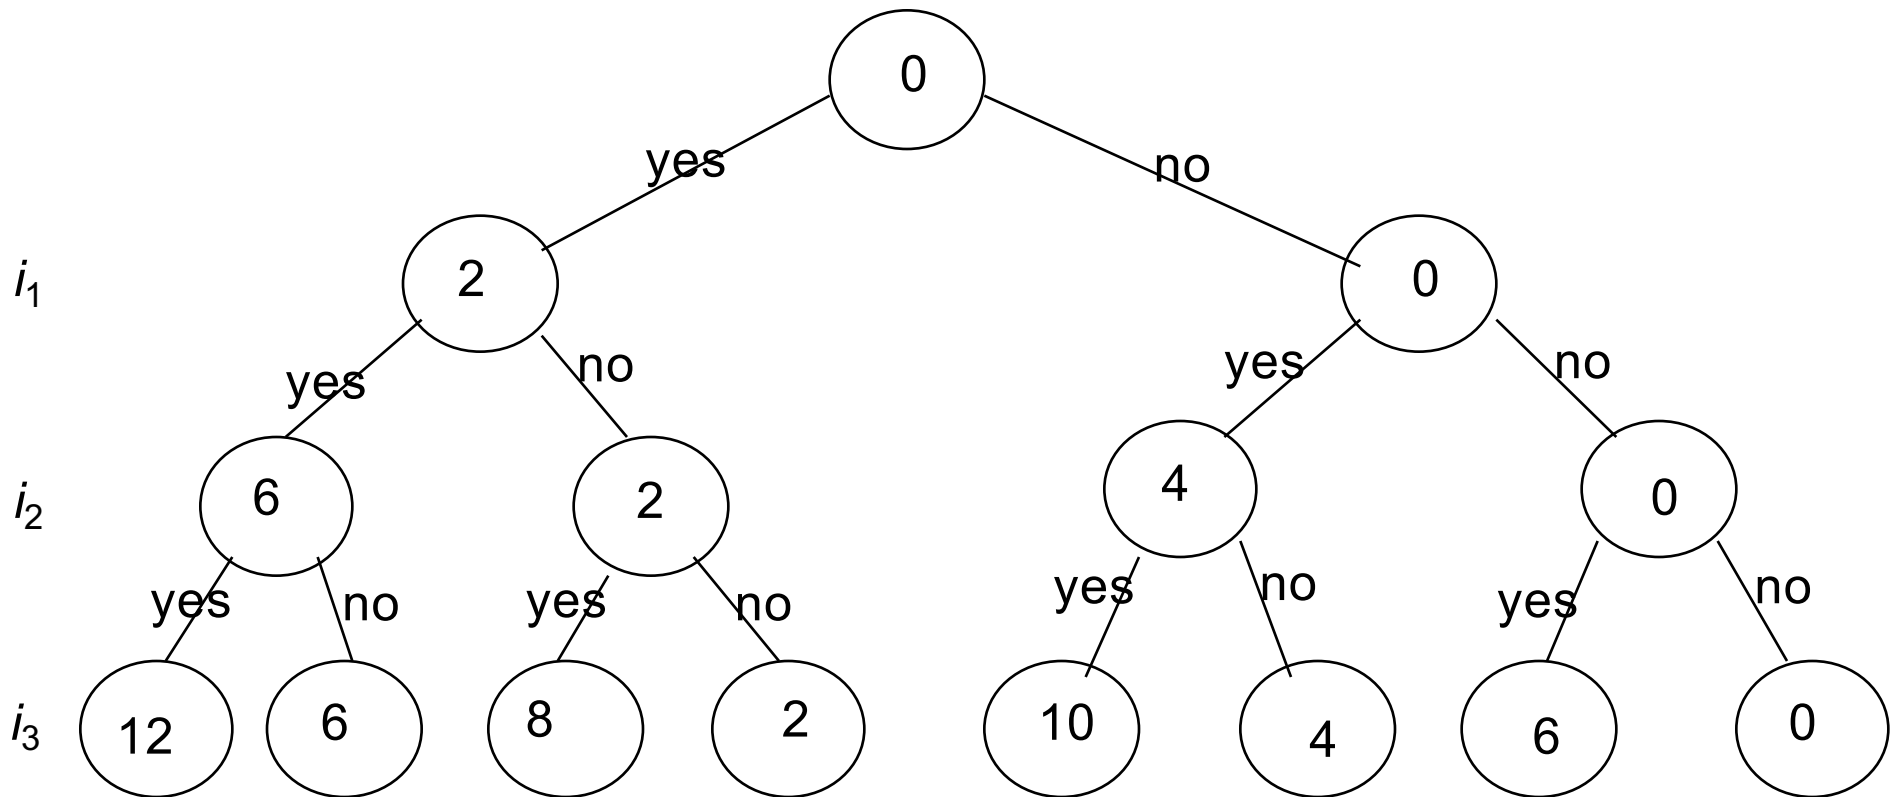 0
yes no
i1 2 0
yes no yes no
i2 6 2 4 0
yes no yes no yes no yes no
i3 12 6 8 2 10 4 6 0